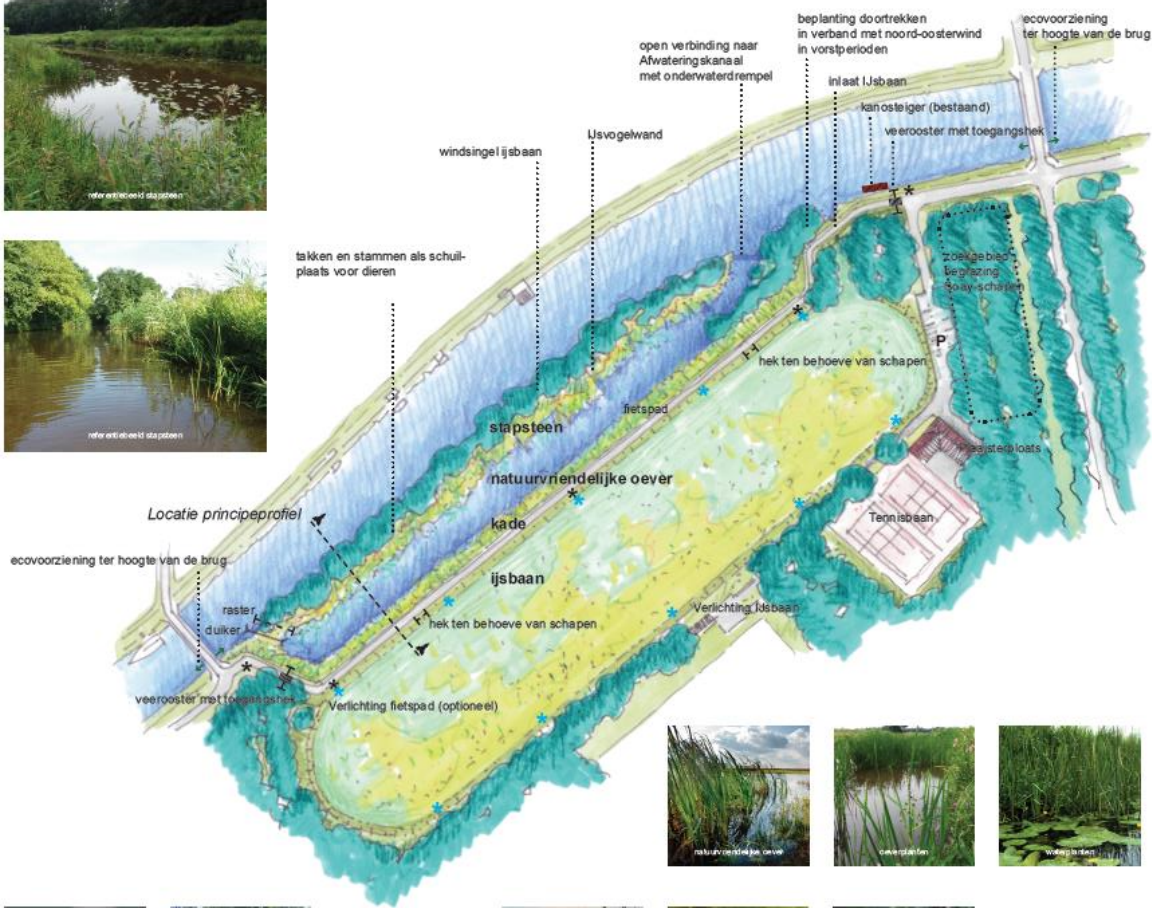 beplanting doortrekken
in verband met noord-oosterwind
in vorstperioden
ecovoorziening
ter hoogte van de brug
open verbinding naar
Afwateringskanaal
met onderwaterdrempel
inlaat IJsbaan
kanosteiger (bestaand)
veerooster met toegangshek
IJsvogelwand
windsingel ijsbaan
referentiebeeld stapsteen
takken en stammen als schuil-
plaats voor dieren
zoekgebied
begrazing
Soay-schapen
P
hek ten behoeve van schapen
fietspad
referentiebeeld stapsteen
stapsteen
natuurvriendelijke oever
Tennisbaan
kade
Locatie principeprofiel
ecovoorziening ter hoogte van de brug
ijsbaan
raster
duiker
hek ten behoeve van schapen
Verlichting IJsbaan
veerooster met toegangshek
Verlichting fietspad (optioneel)
natuurvriendelijke oever
oeverplanten
waterplanten